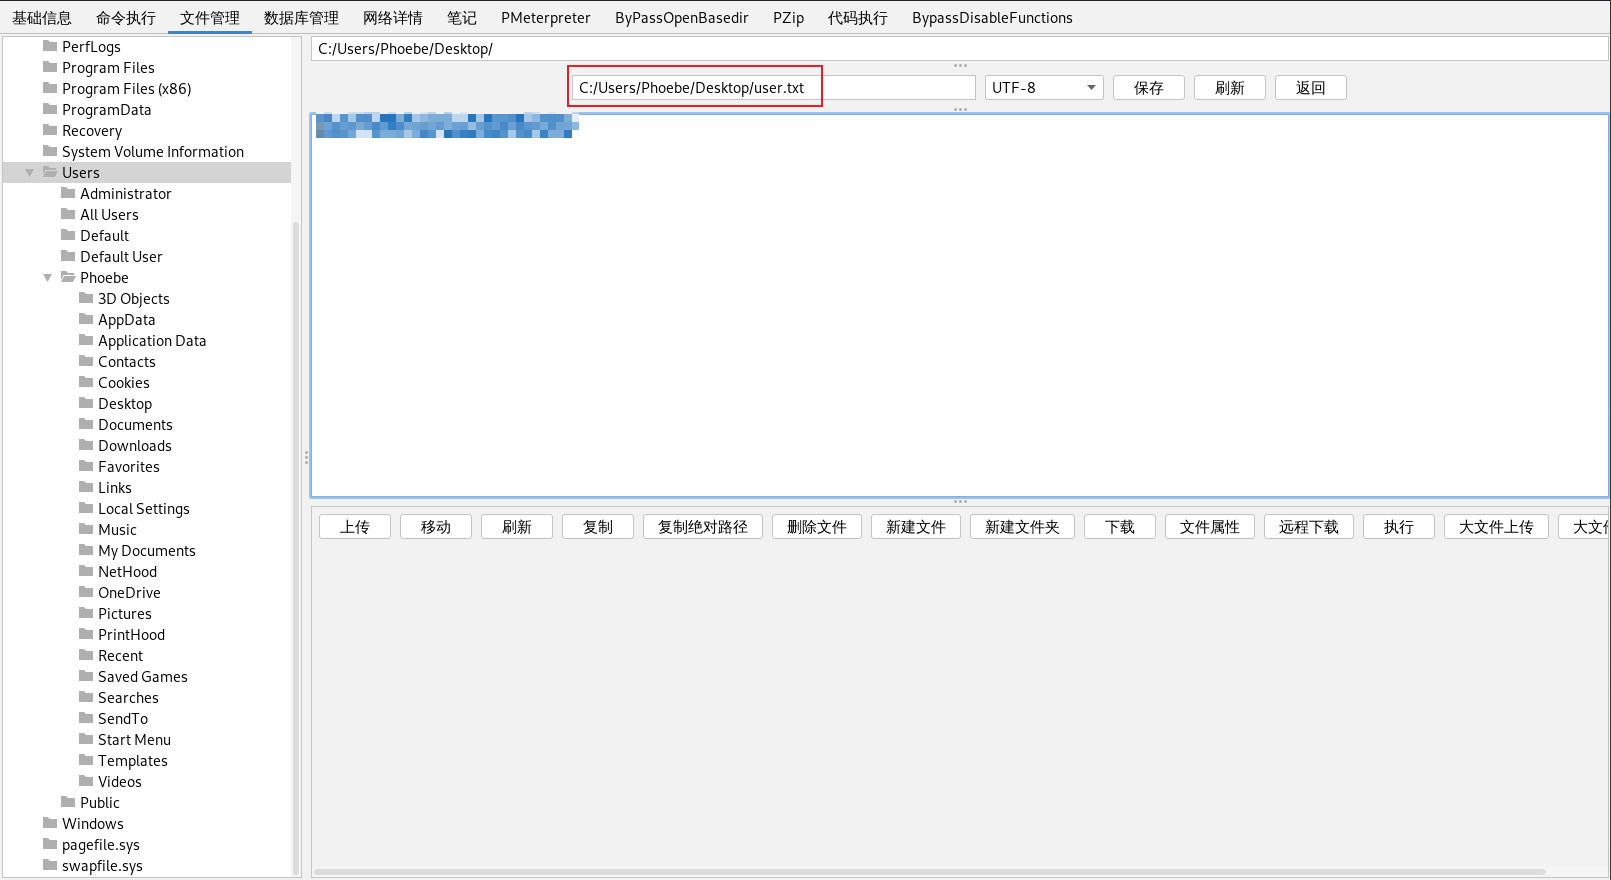 基础信息 命令执行 文件管理 数据库管理 网络详情 笔记 PMeterpreter ByPassOpenBasedir PZip 代码执行 BypassDisableFunctions
PerfLogs
Program Files
Program Files (x86)
ProgramData
Recovery
System Volume Information
Users
Administrator
All Users
Default
Default User
Phoebe
3D Objects
AppData
Application Data
Contacts
Cookies
Desktop
Documents
Downloads
Favorites
Links
Local Settings
Music
My Documents
NetHood
OneDrive
Pictures
PrintHood
Recent
Saved Games
Searches
SendTo
Start Menu
Templates
Videos
Public
Windows
pagefile.sys
swapfile.sys
C:/Users/Phoebe/Desktop/
C:/Users/Phoebe/Desktop/user.txt UTF-8 保存 刷新 返回
上传 移动 刷新 复制 复制绝对路径 删除文件 新建文件 新建文件夹 下载 文件属性 远程下载 执行 大文件上传 大文